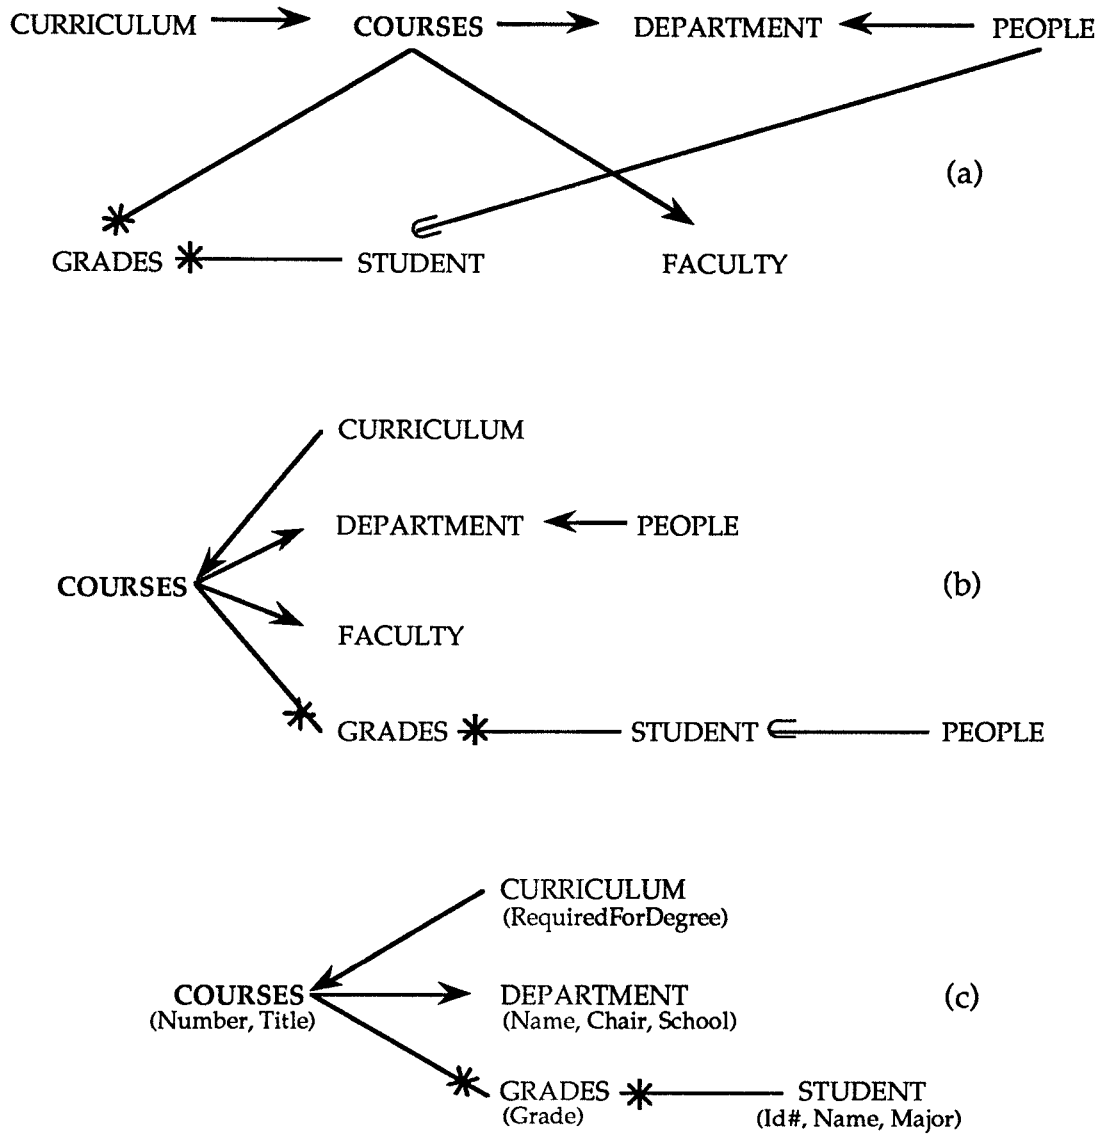 CURRICULUM COURSES DEPARTMENT PEOPLE
(a)
GRADES STUDENT FACULTY
CURRICULUM
DEPARTMENT PEOPLE
COURSES (b)
FACULTY
GRADES STUDENT PEOPLE
CURRICULUM
(RequiredForDegree)
COURSES DEPARTMENT (c)
(Number, Title) (Name, Chair, School)
GRADES STUDENT
(Grade) (Id#, Name, Major)